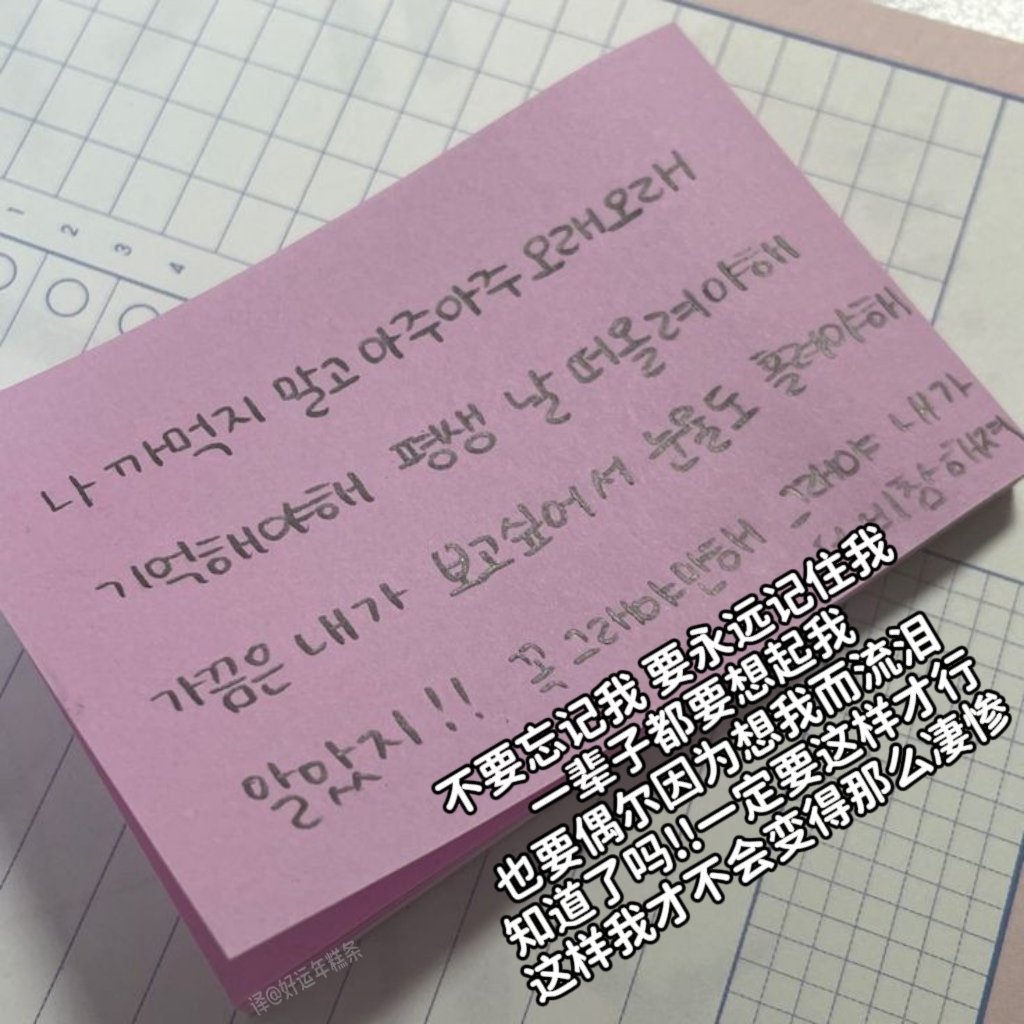 나 까먹지 말고 아주아주 오래오래
기억해야해 평생 날 떠올려야해
가끔은 내가 보고싶어서 눈물도 흘려야해
알맜지!! 꼭 그래야만해 그래야 내가
비참해져
不要忘记我 要永远记住我
一辈子都要想起我
也要偶尔因为想我而流泪
知道了吗!!一定要这样才行
这样我才不会变得那么凄惨
译@好运年糕条
1
2
3
4